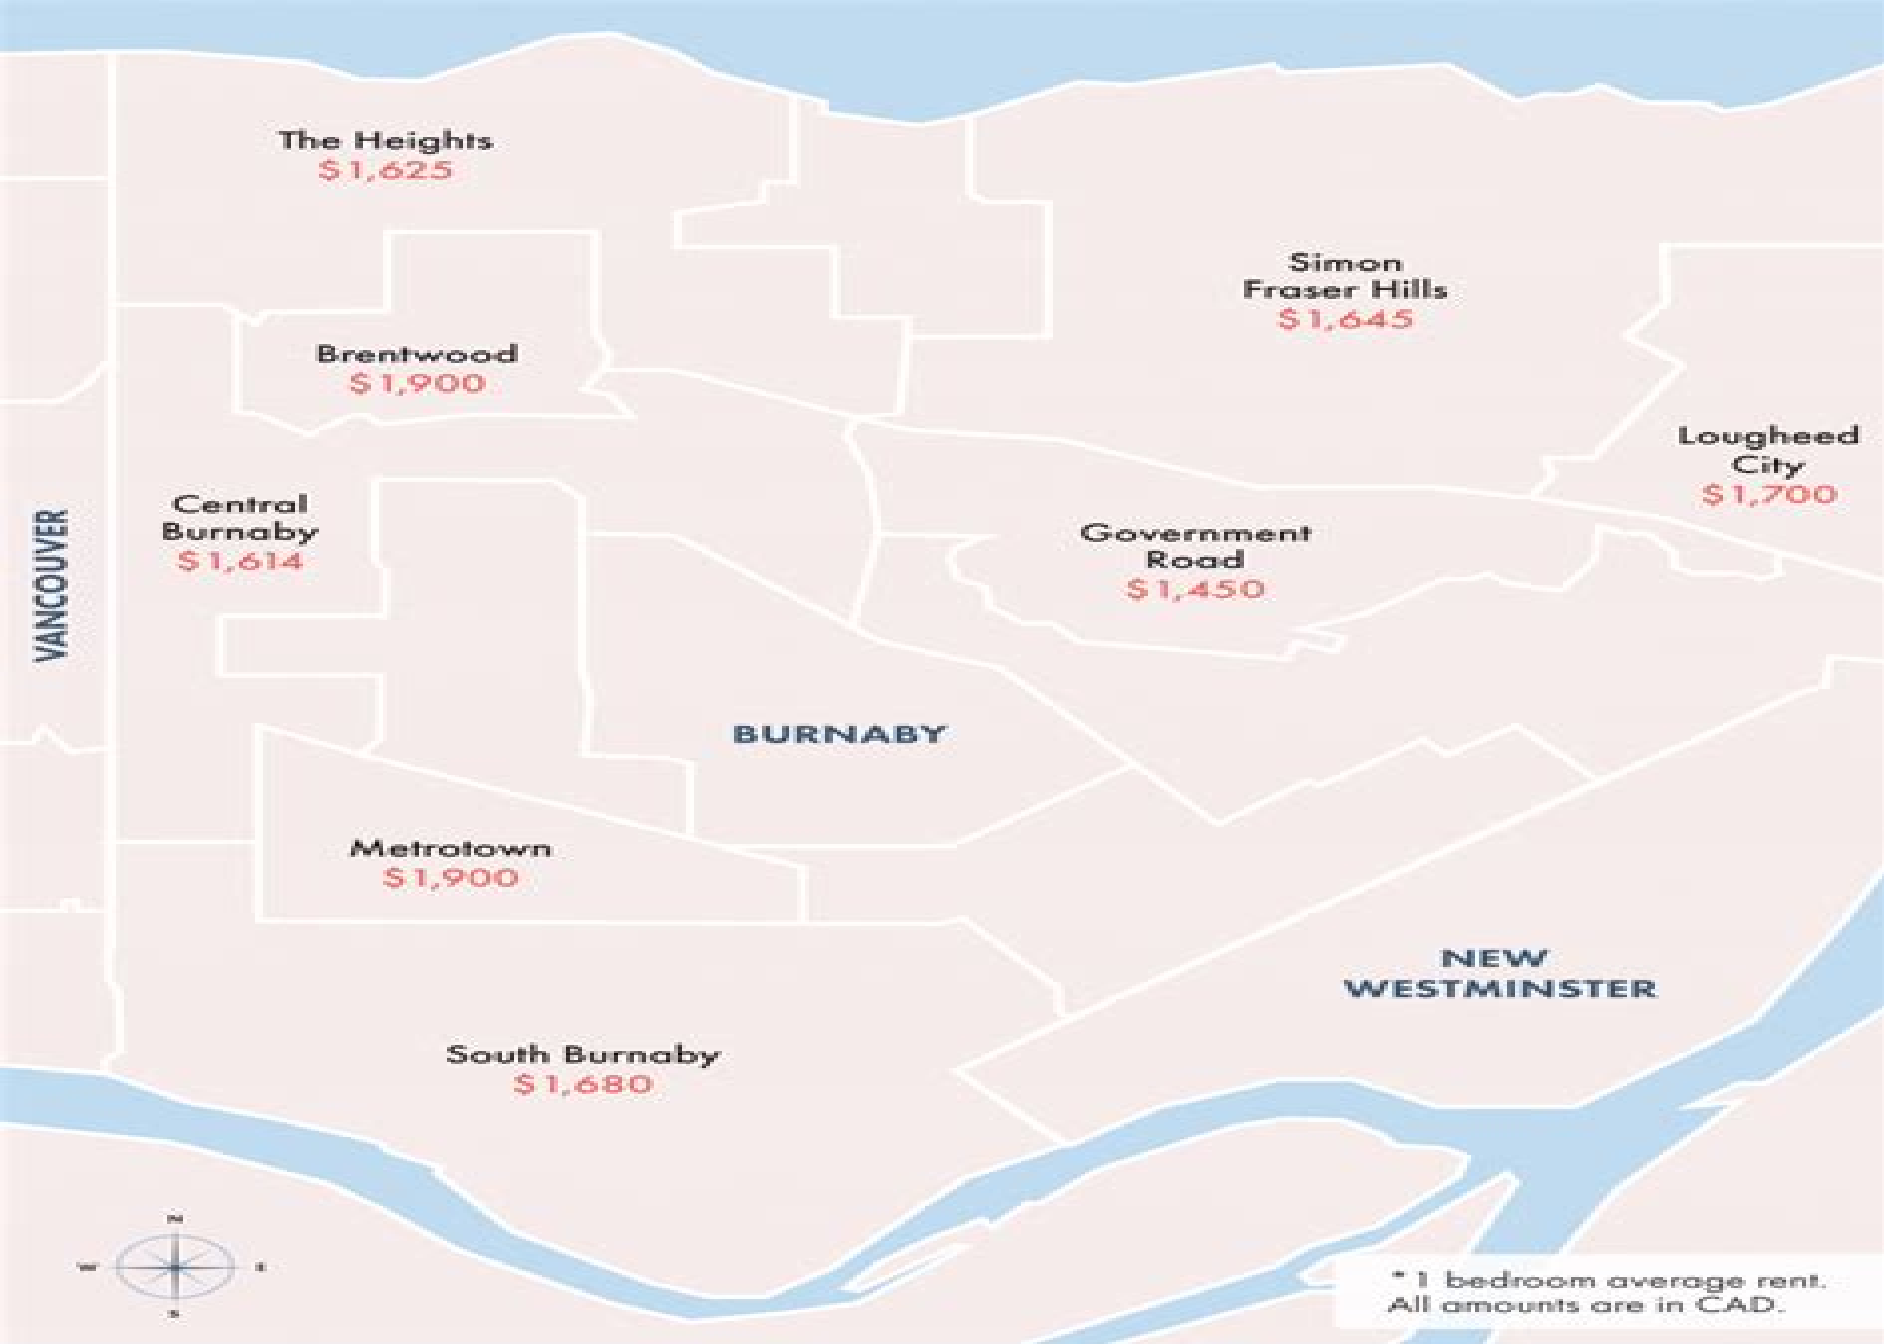 The Heights
$1,625
Simon
Fraser Hills
$1,645
Brentwood
$1,900
Lougheed
City
$1,700
Central
Burnaby
$1,614
VANCOUVER
Government
Road
$1,450
BURNABY
Metrotown
$1,900
NEW
WESTMINSTER
South Burnaby
$1,680
N
W
E
S
* 1 bedroom average rent.
All amounts are in CAD.